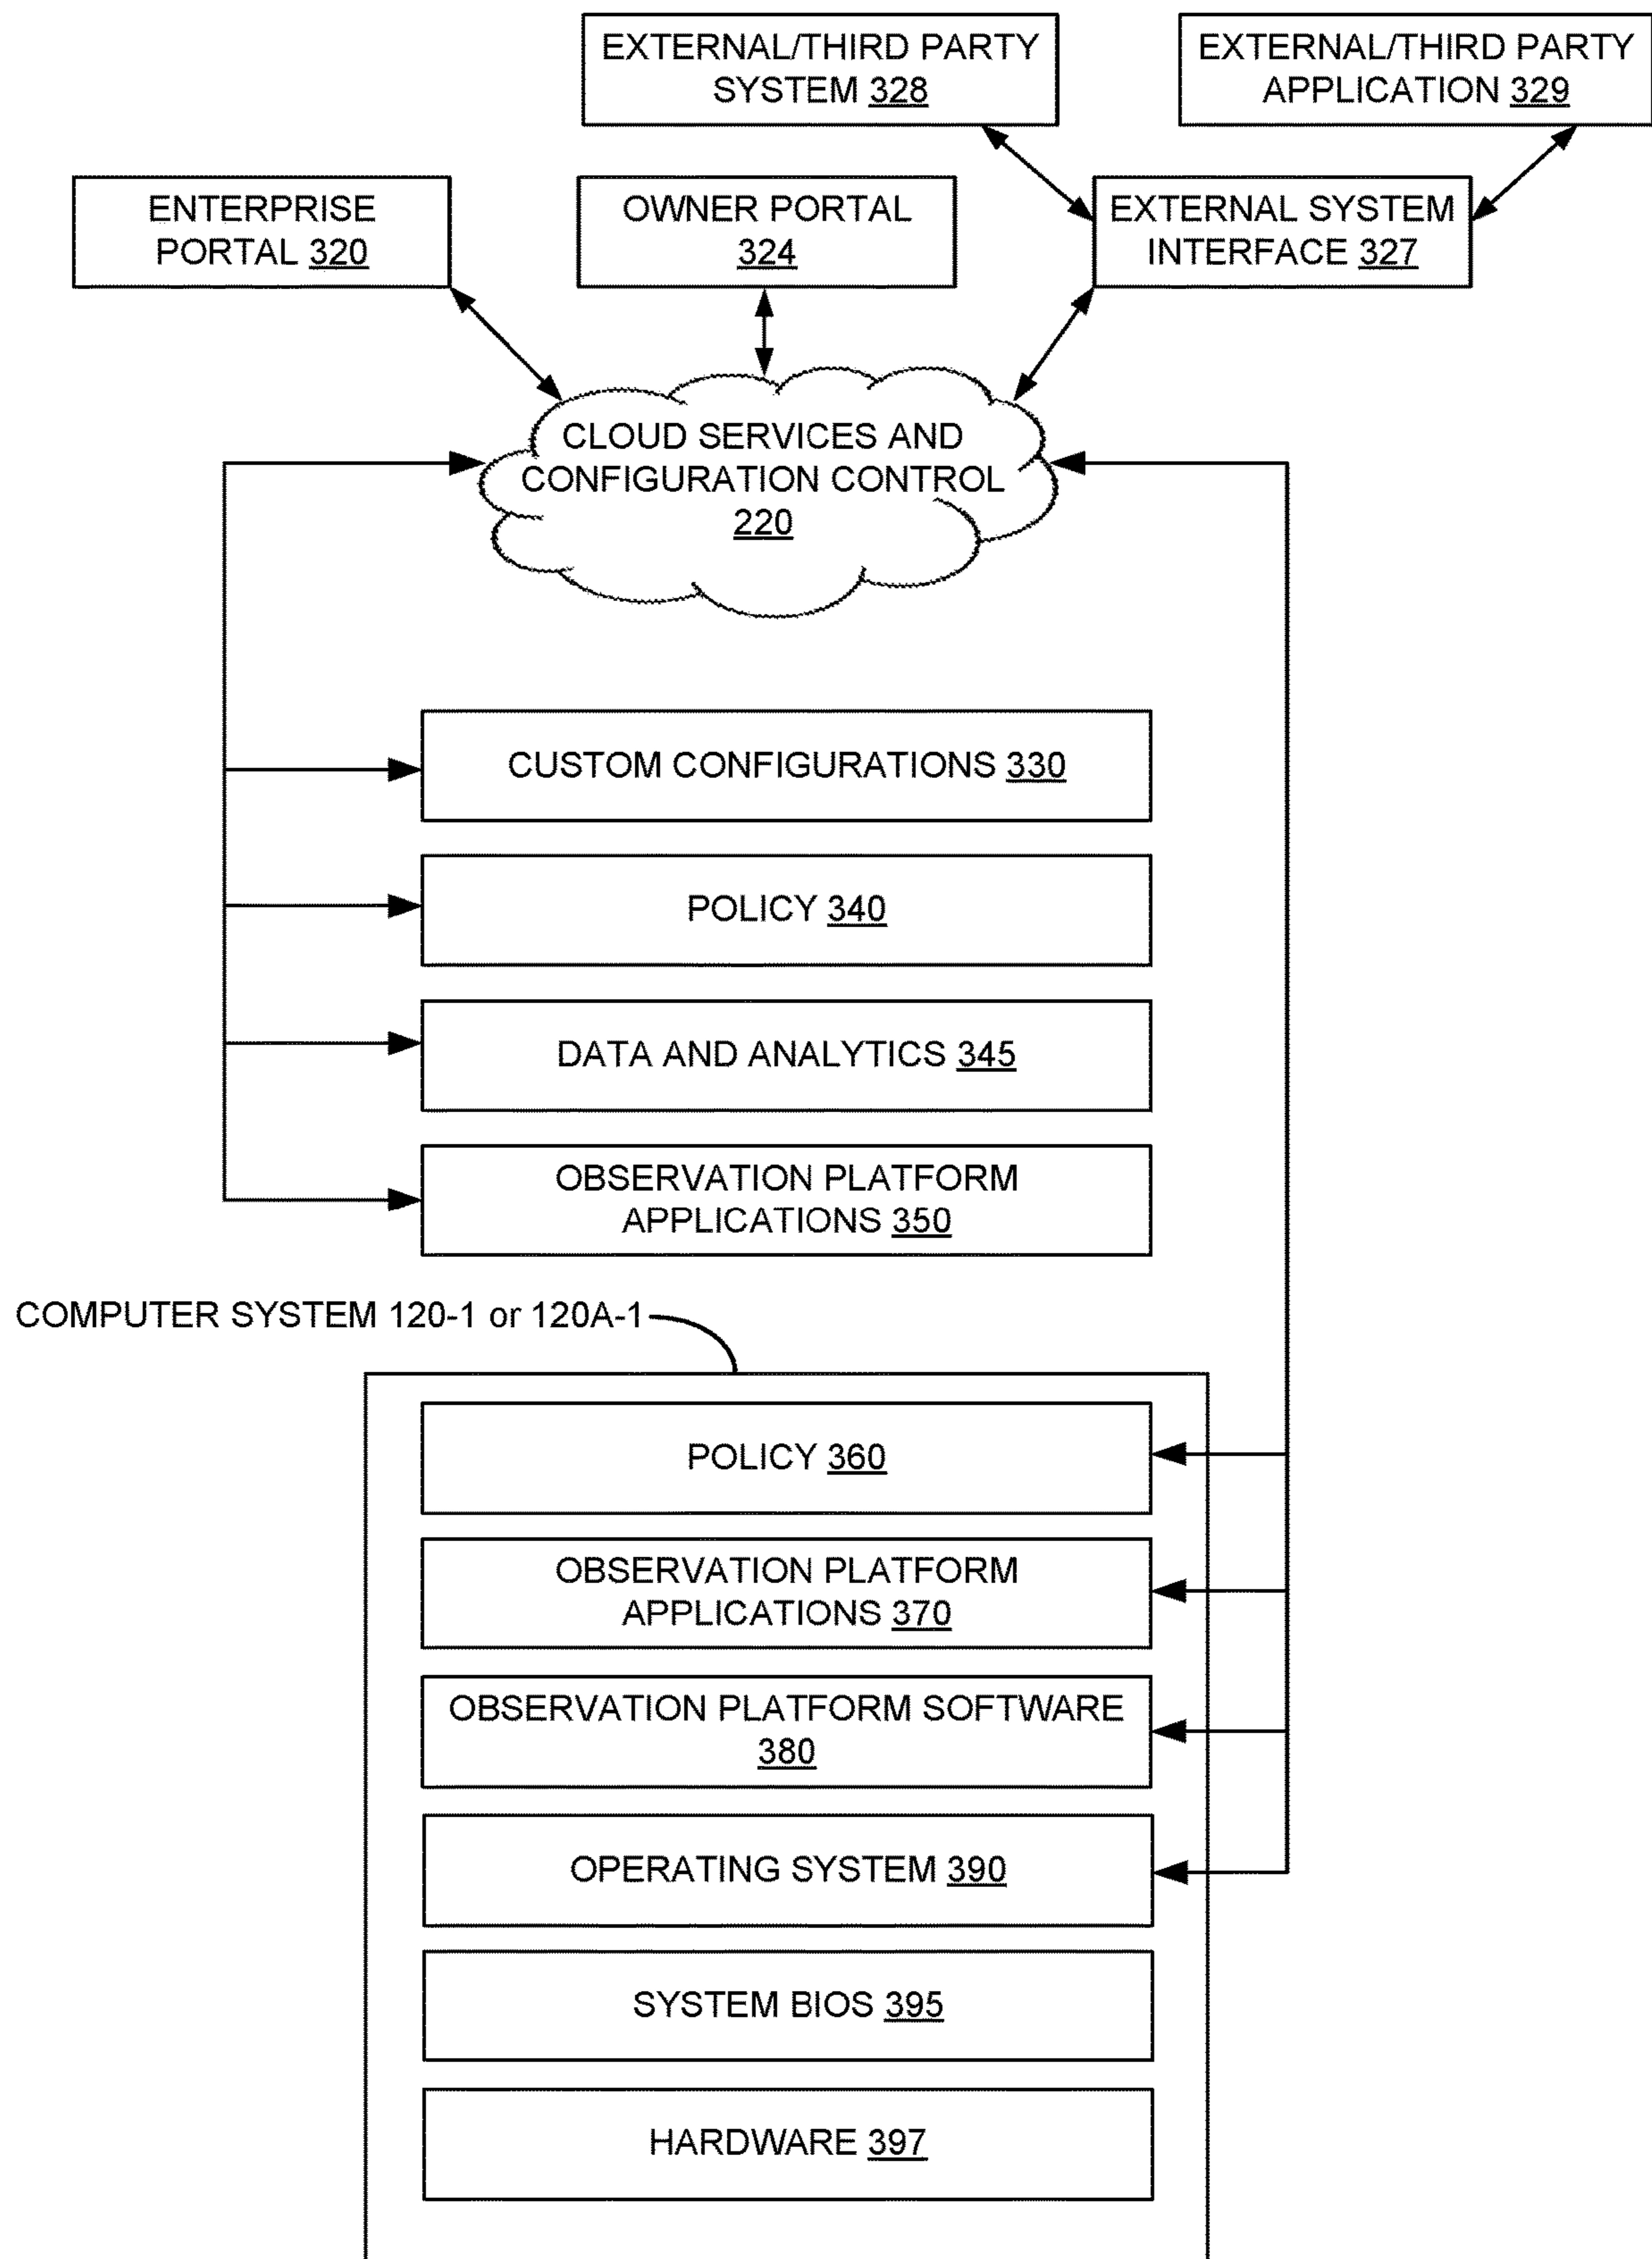 EXTERNAL/THIRD PARTY
SYSTEM 328
EXTERNAL/THIRD PARTY
APPLICATION 329
ENTERPRISE
PORTAL 320
OWNER PORTAL
324
EXTERNAL SYSTEM
INTERFACE 327
CLOUD SERVICES AND
CONFIGURATION CONTROL
220
CUSTOM CONFIGURATIONS 330
POLICY 340
DATA AND ANALYTICS 345
OBSERVATION PLATFORM
APPLICATIONS 350
COMPUTER SYSTEM 120-1 or 120A-1
POLICY 360
OBSERVATION PLATFORM
APPLICATIONS 370
OBSERVATION PLATFORM SOFTWARE
380
OPERATING SYSTEM 390
SYSTEM BIOS 395
HARDWARE 397